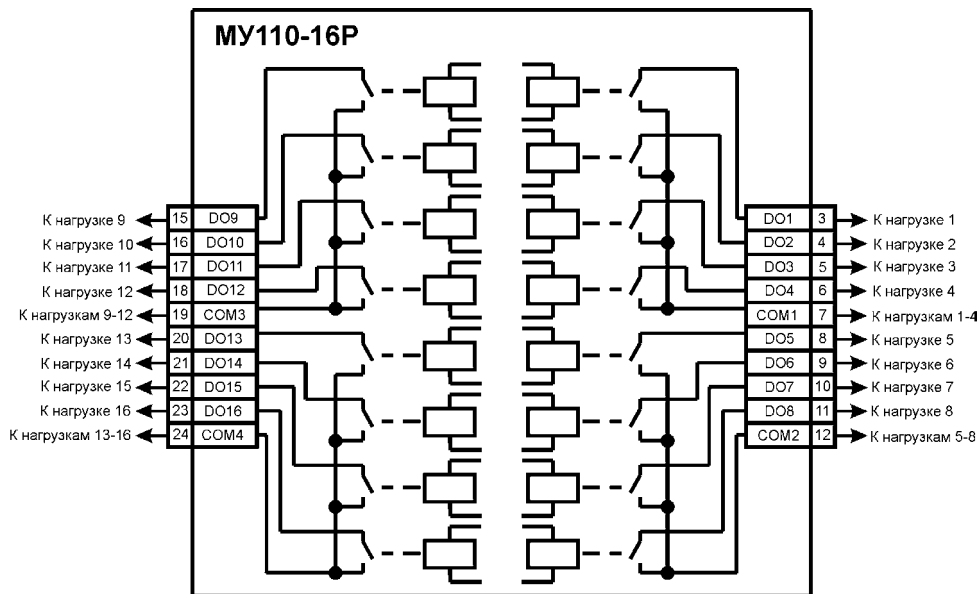 МУ110-16Р
К нагрузке 9 15 DO9
К нагрузке 10 16 DO10
К нагрузке 11 17 DO11
К нагрузке 12 18 DO12
К нагрузкам 9-12 19 COM3
К нагрузке 13 20 DO13
К нагрузке 14 21 DO14
К нагрузке 15 22 DO15
К нагрузке 16 23 DO16
К нагрузкам 13-16 24 COM4
DO1 3 К нагрузке 1
DO2 4 К нагрузке 2
DO3 5 К нагрузке 3
DO4 6 К нагрузке 4
COM1 7 К нагрузкам 1-4
DO5 8 К нагрузке 5
DO6 9 К нагрузке 6
DO7 10 К нагрузке 7
DO8 11 К нагрузке 8
COM2 12 К нагрузкам 5-8